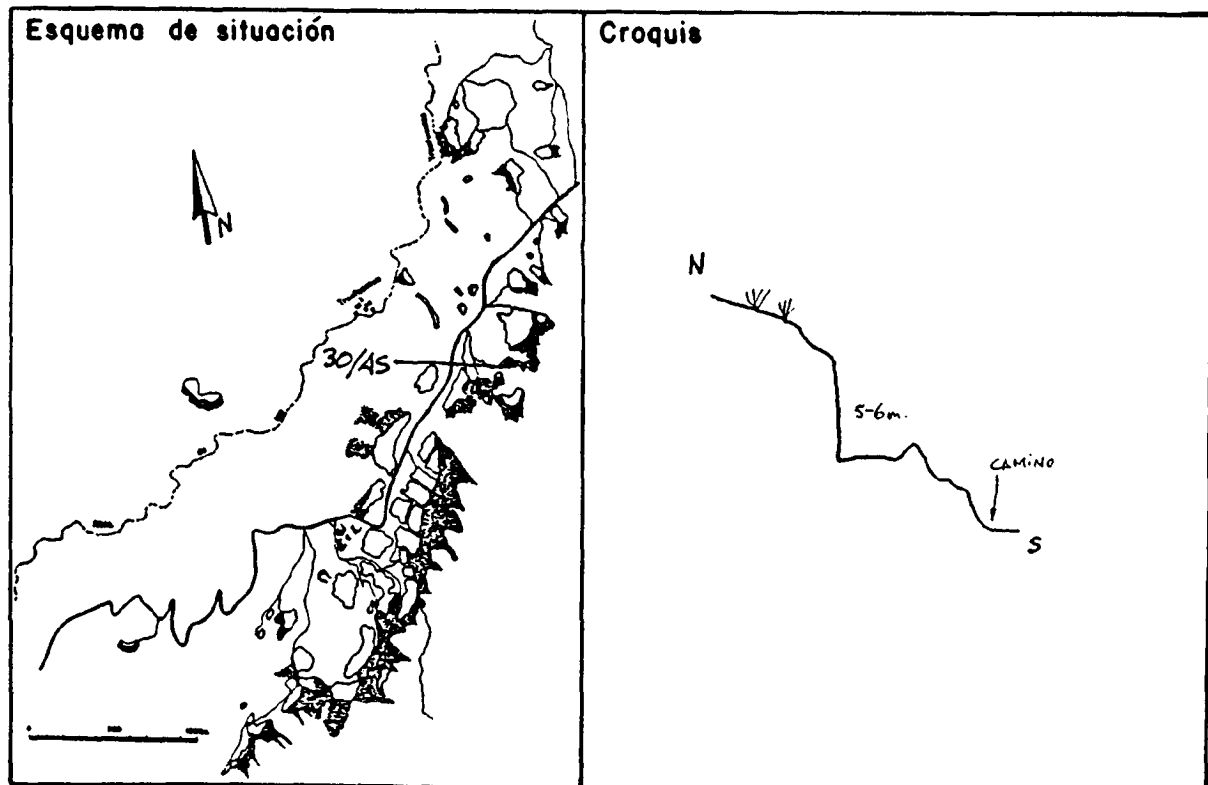 Esquema de situación
N
30/AS
Croquis
N
5-6m.
CAMINO
S